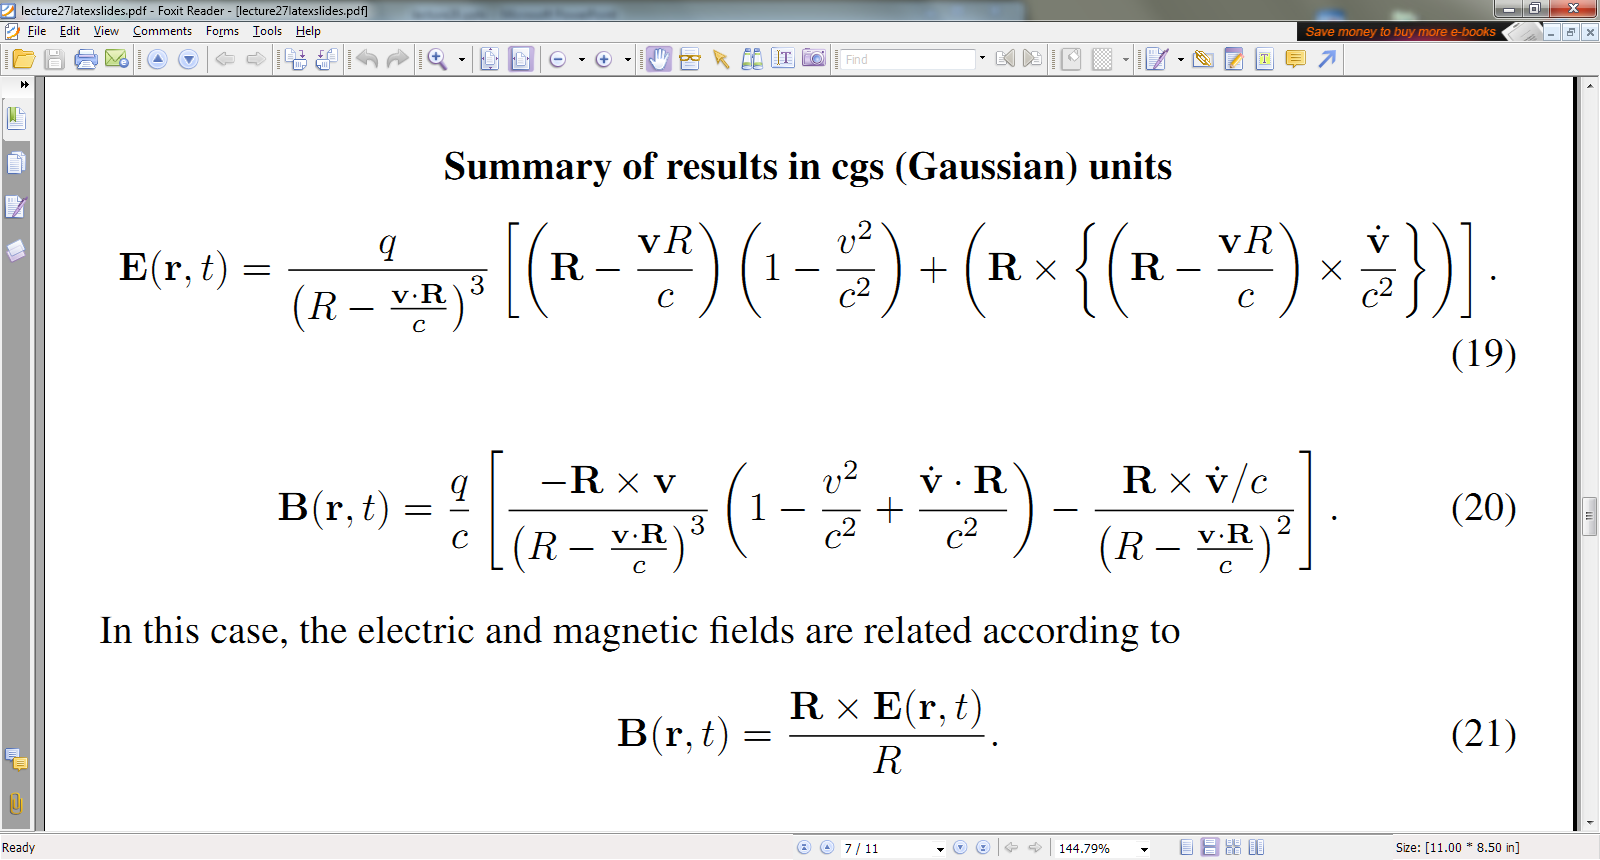 lecture27latexslides.pdf - Foxit Reader - [lecture27latexslides.pdf]
File Edit View Comments Forms Tools Help
Save money to buy more e-books
Find
Summary of results in cgs (Gaussian) units
E(r, t) = q / (R − v·R/c)^3 [ (R − vR/c) (1 − v^2/c^2) + (R × { (R − vR/c) × v̇/c^2 }) ] .
(19)
B(r, t) = q/c [ −R × v / (R − v·R/c)^3 (1 − v^2/c^2 + v̇ · R/c^2) − R × v̇/c / (R − v·R/c)^2 ] . (20)
In this case, the electric and magnetic fields are related according to
B(r, t) = R × E(r, t) / R . (21)
Ready 7 / 11 144.79% Size: [11.00 * 8.50 in]